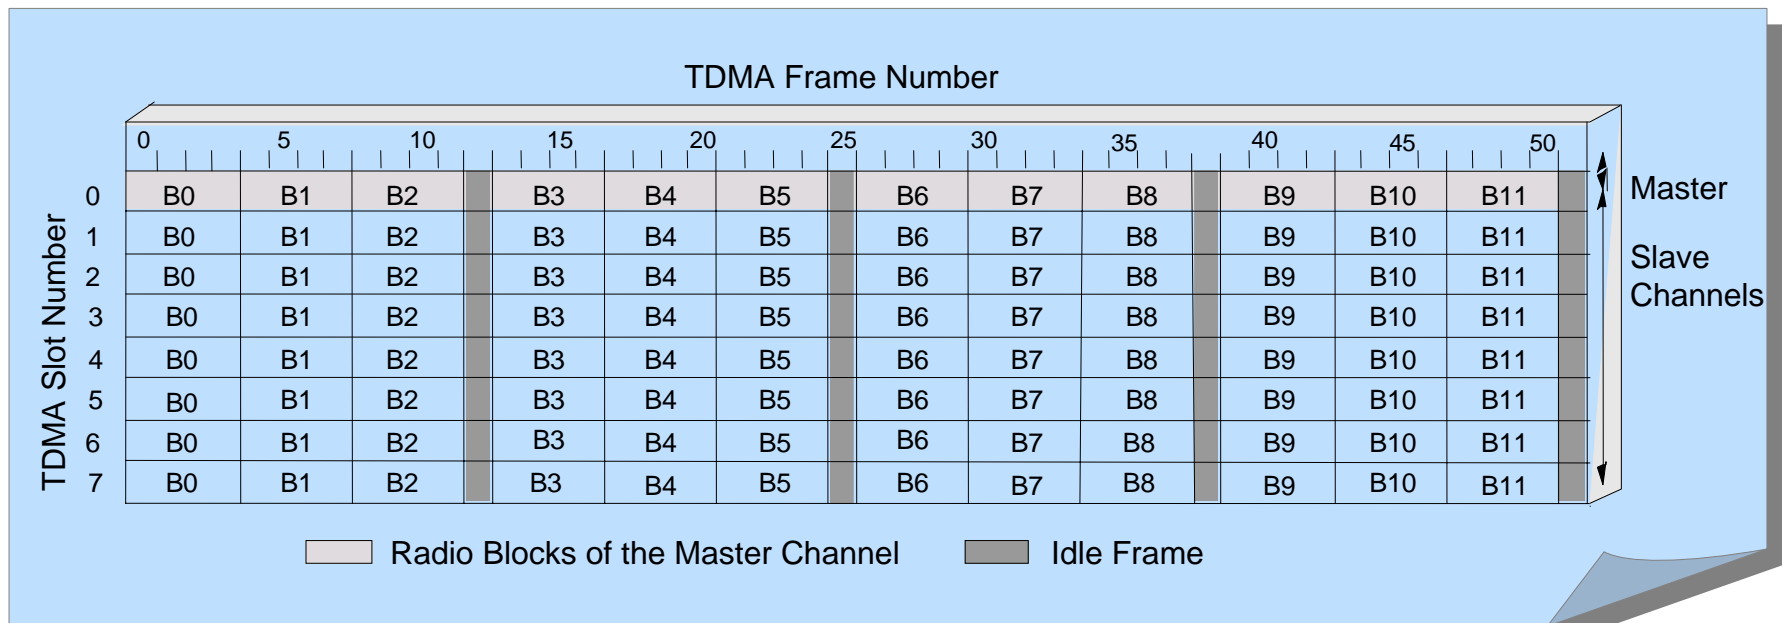 TDMA Frame Number
0 5 10 15 20 25 30 35 40 45 50
TDMA Slot Number
0 B0 B1 B2 B3 B4 B5 B6 B7 B8 B9 B10 B11
1 B0 B1 B2 B3 B4 B5 B6 B7 B8 B9 B10 B11
2 B0 B1 B2 B3 B4 B5 B6 B7 B8 B9 B10 B11
3 B0 B1 B2 B3 B4 B5 B6 B7 B8 B9 B10 B11
4 B0 B1 B2 B3 B4 B5 B6 B7 B8 B9 B10 B11
5 B0 B1 B2 B3 B4 B5 B6 B7 B8 B9 B10 B11
6 B0 B1 B2 B3 B4 B5 B6 B7 B8 B9 B10 B11
7 B0 B1 B2 B3 B4 B5 B6 B7 B8 B9 B10 B11
Master
Slave
Channels
Radio Blocks of the Master Channel
Idle Frame